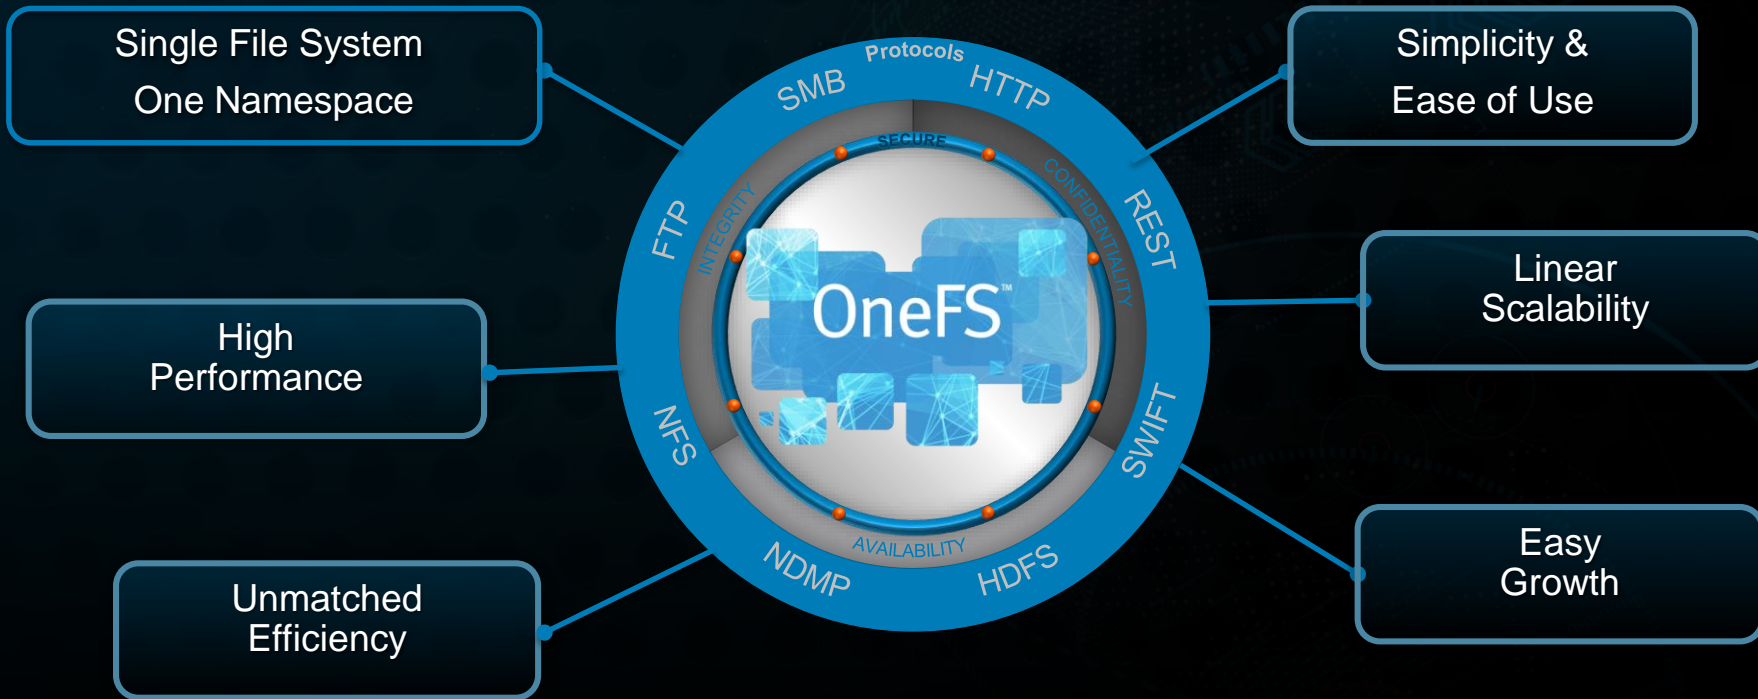 Single File System
One Namespace
High
Performance
Unmatched
Efficiency
Protocols
SMB
HTTP
FTP
REST
NFS
SWIFT
NDMP
HDFS
SECURE
INTEGRITY
CONFIDENTIALITY
AVAILABILITY
OneFS™
Simplicity &
Ease of Use
Linear
Scalability
Easy
Growth